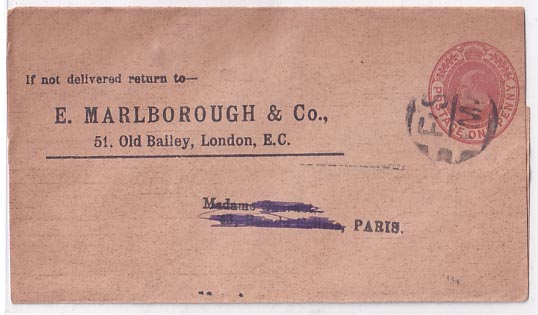 If not delivered return to—
E. MARLBOROUGH & Co.,
51. Old Bailey, London, E.C.
POSTAGE ONE PENNY
E.C
Madame
PARIS.